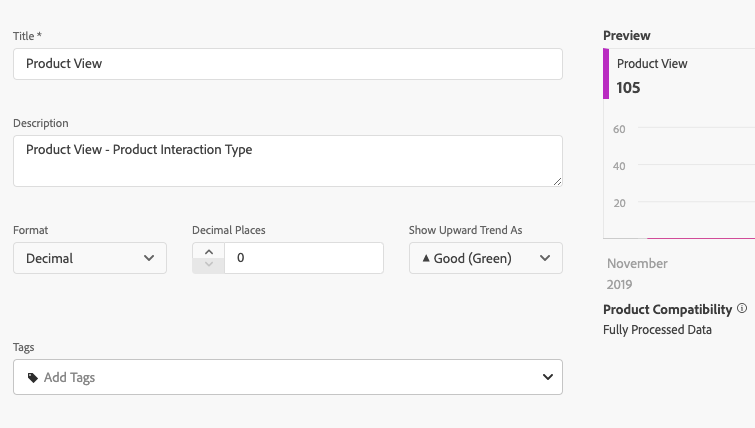 Title *
Product View
Description
Product View - Product Interaction Type
Format
Decimal
Decimal Places
0
Show Upward Trend As
Good (Green)
Tags
Add Tags
Preview
Product View
105
60
40
20
November
2019
Product Compatibility
Fully Processed Data